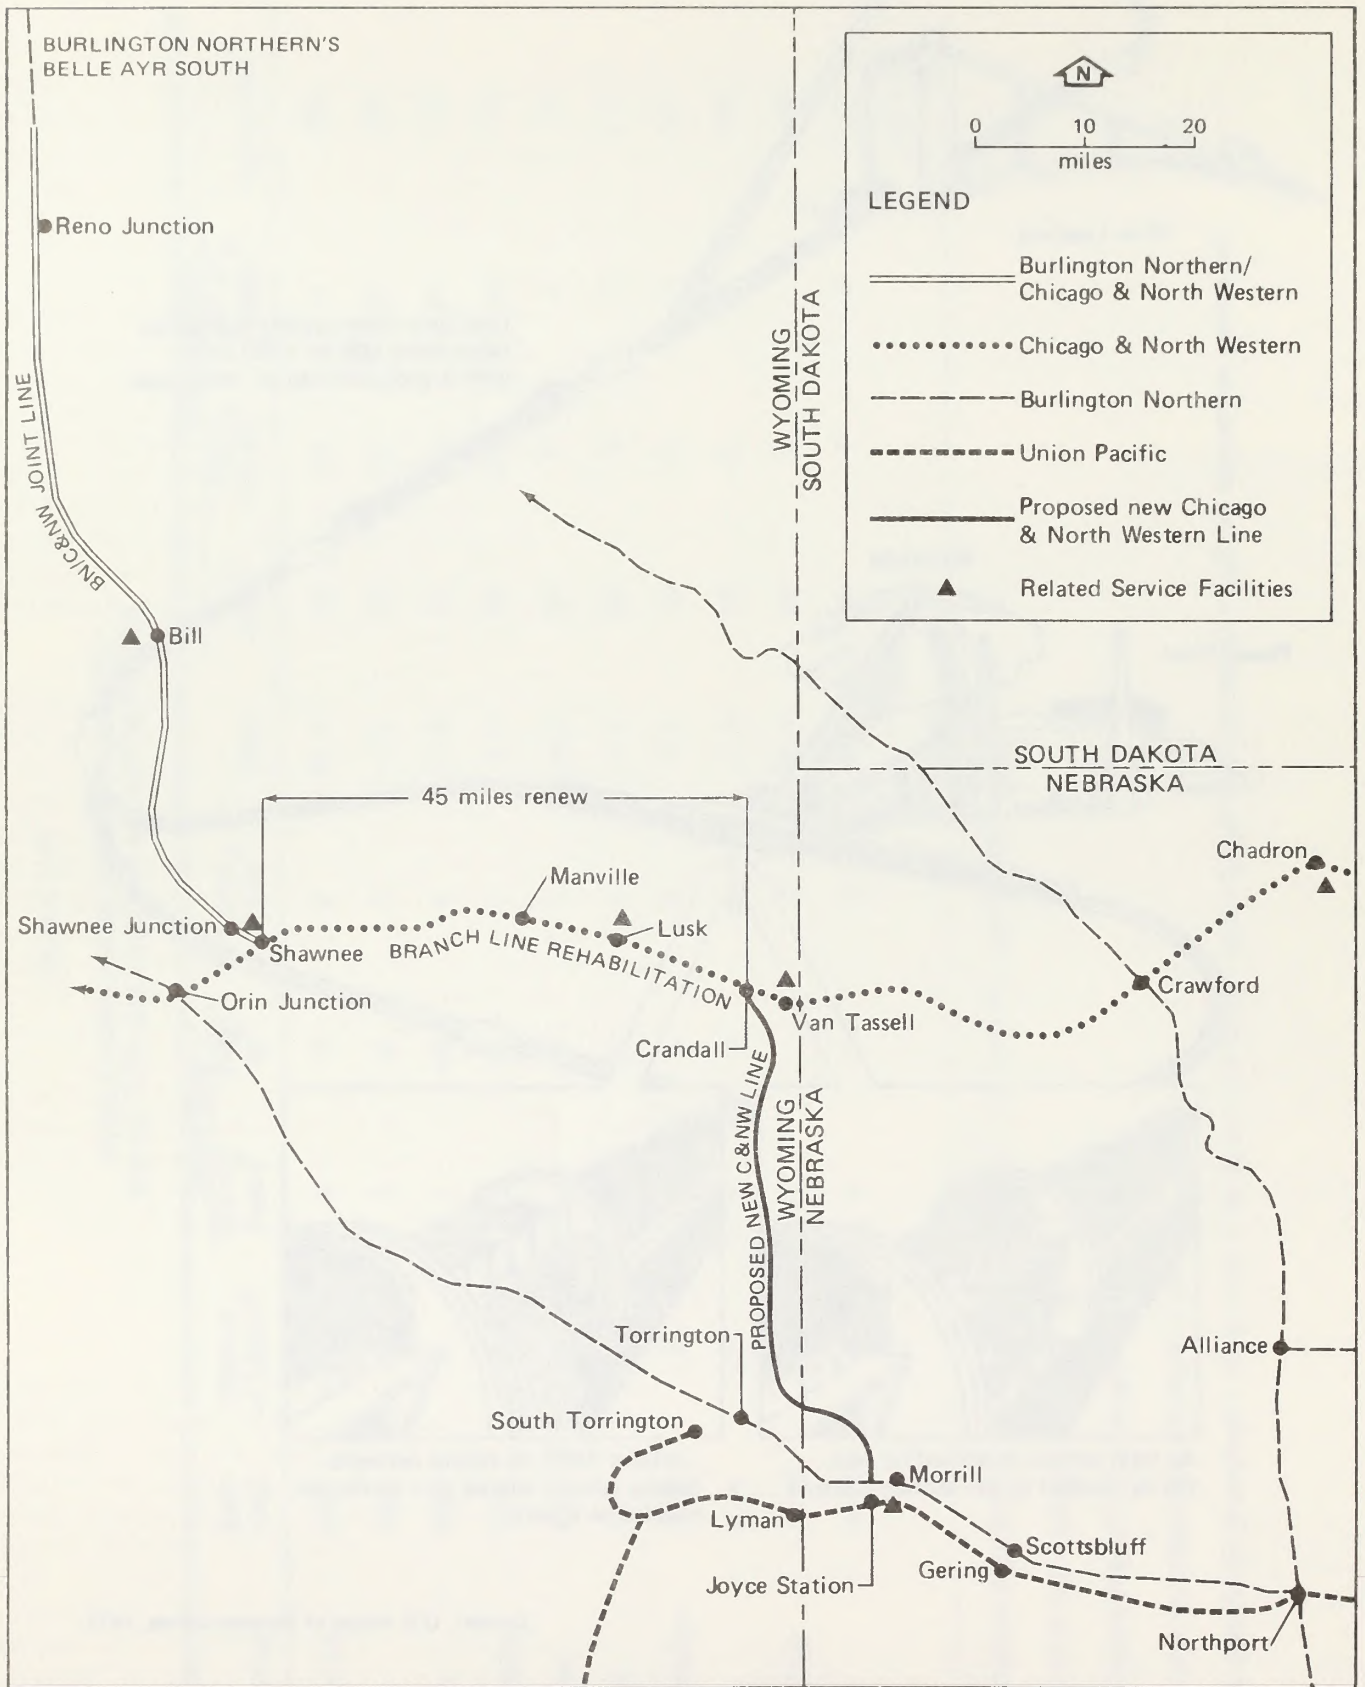 BURLINGTON NORTHERN'S
BELLE AYR SOUTH
N
0 10 20
miles
LEGEND
Burlington Northern/
Chicago & North Western
Chicago & North Western
Burlington Northern
Union Pacific
Proposed new Chicago
& North Western Line
Related Service Facilities
Reno Junction
WYOMING
SOUTH DAKOTA
BN/C&NW JOINT LINE
Bill
SOUTH DAKOTA
NEBRASKA
45 miles renew
Chadron
Manville
Shawnee Junction
Lusk
Shawnee
BRANCH LINE REHABILITATION
Crawford
Orin Junction
Van Tassell
Crandall
PROPOSED NEW C&NW LINE
WYOMING
NEBRASKA
Torrington
Alliance
South Torrington
Morrill
Lyman
Scottsbluff
Gering
Joyce Station
Northport